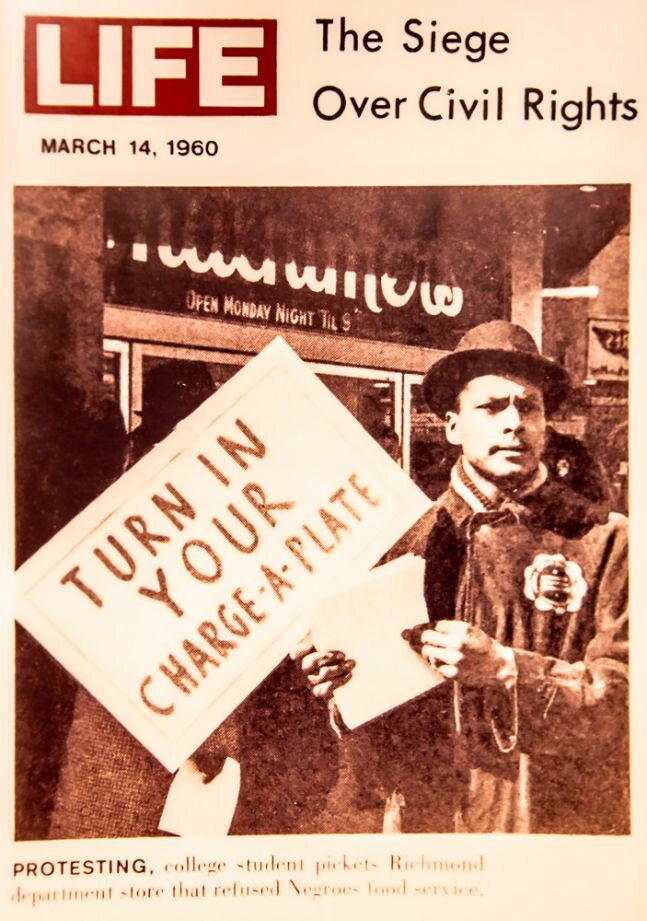 LIFE
The Siege
Over Civil Rights
MARCH 14, 1960
OPEN MONDAY NIGHT 'TIL 9
TURN IN
YOUR
CHARGE-A-PLATE
PROTESTING, college student pickets Richmond
department store that refused Negroes food service.